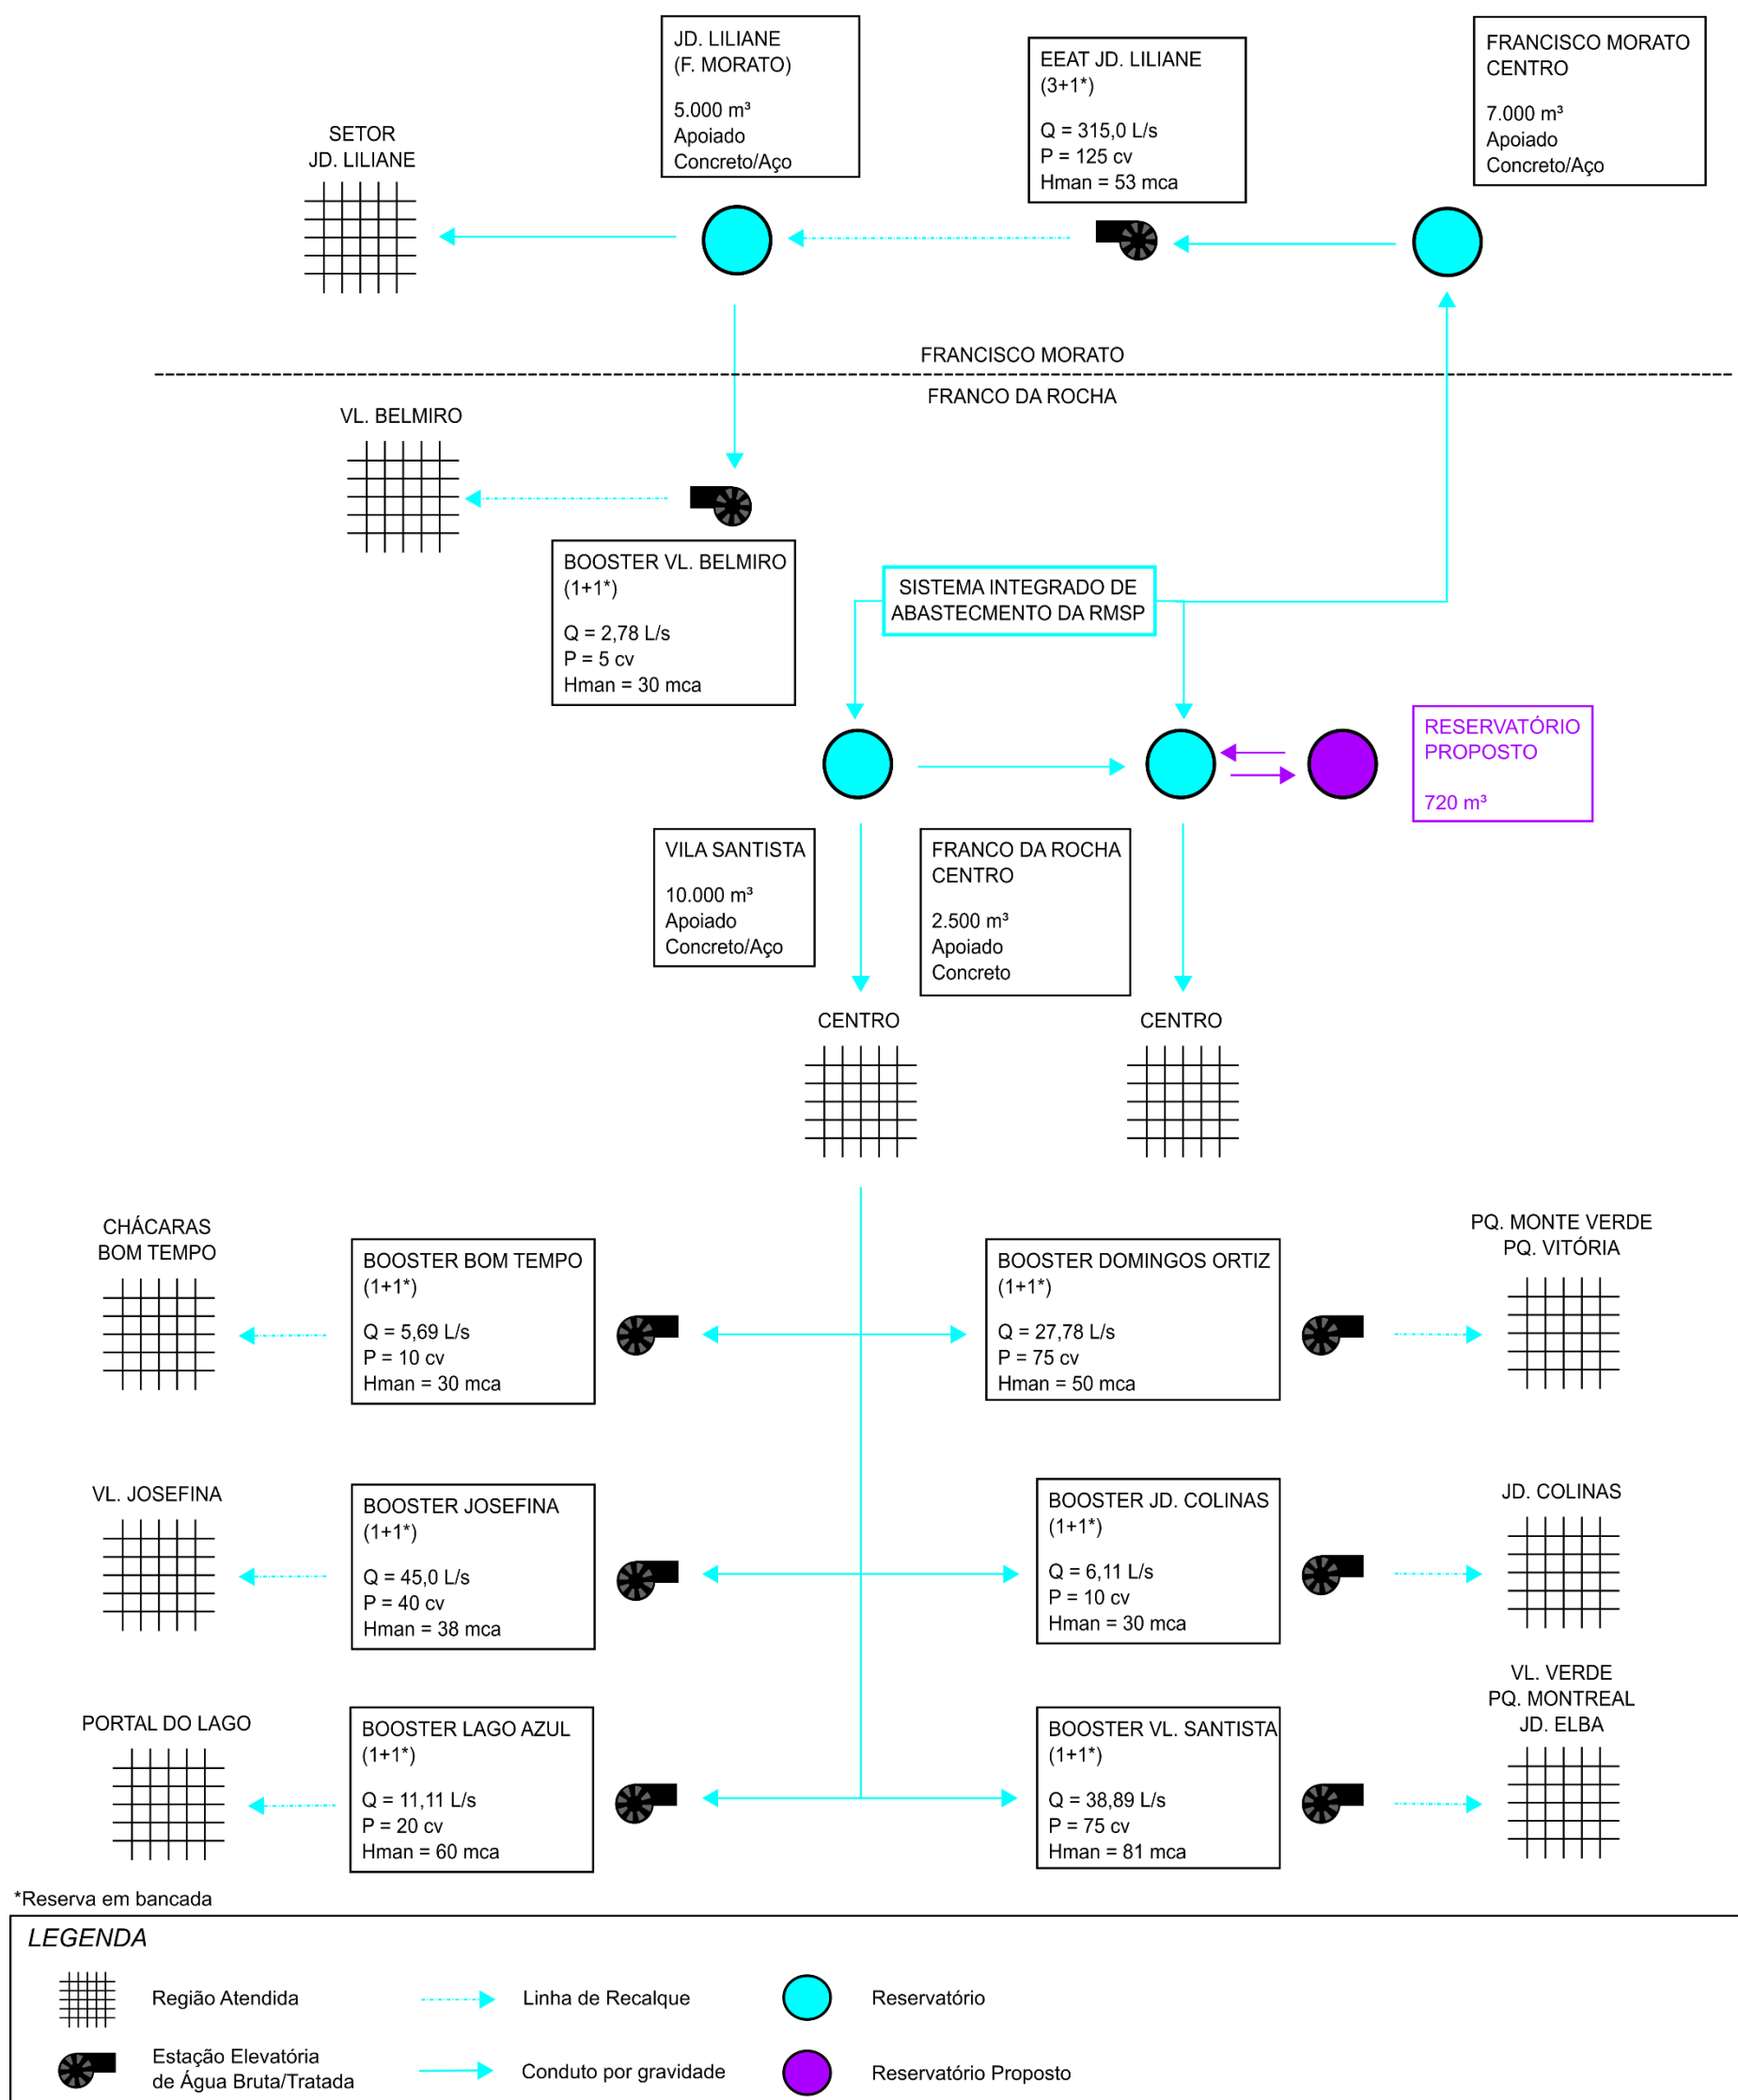 JD. LILIANE
(F. MORATO)
5.000 m³
Apoiado
Concreto/Aço
EEAT JD. LILIANE
(3+1*)
Q = 315,0 L/s
P = 125 cv
Hman = 53 mca
FRANCISCO MORATO
CENTRO
7.000 m³
Apoiado
Concreto/Aço
SETOR
JD. LILIANE
FRANCISCO MORATO
FRANCO DA ROCHA
VL. BELMIRO
BOOSTER VL. BELMIRO
(1+1*)
Q = 2,78 L/s
P = 5 cv
Hman = 30 mca
SISTEMA INTEGRADO DE
ABASTECMENTO DA RMSP
RESERVATÓRIO
PROPOSTO
720 m³
VILA SANTISTA
10.000 m³
Apoiado
Concreto/Aço
FRANCO DA ROCHA
CENTRO
2.500 m³
Apoiado
Concreto
CENTRO
CENTRO
CHÁCARAS
BOM TEMPO
BOOSTER BOM TEMPO
(1+1*)
Q = 5,69 L/s
P = 10 cv
Hman = 30 mca
BOOSTER DOMINGOS ORTIZ
(1+1*)
Q = 27,78 L/s
P = 75 cv
Hman = 50 mca
PQ. MONTE VERDE
PQ. VITÓRIA
VL. JOSEFINA
BOOSTER JOSEFINA
(1+1*)
Q = 45,0 L/s
P = 40 cv
Hman = 38 mca
BOOSTER JD. COLINAS
(1+1*)
Q = 6,11 L/s
P = 10 cv
Hman = 30 mca
JD. COLINAS
PORTAL DO LAGO
BOOSTER LAGO AZUL
(1+1*)
Q = 11,11 L/s
P = 20 cv
Hman = 60 mca
BOOSTER VL. SANTISTA
(1+1*)
Q = 38,89 L/s
P = 75 cv
Hman = 81 mca
VL. VERDE
PQ. MONTREAL
JD. ELBA
*Reserva em bancada
LEGENDA
Região Atendida
Linha de Recalque
Reservatório
Estação Elevatória
de Água Bruta/Tratada
Conduto por gravidade
Reservatório Proposto